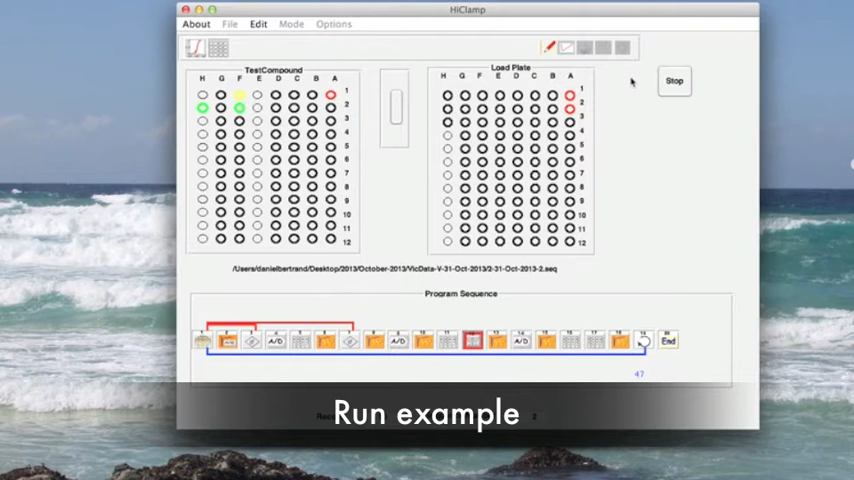 HiClamp
About File Edit Mode Options
TestCompound
H G F E D C B A
1
2
3
4
5
6
7
8
9
10
11
12
Load Plate
H G F E D C B A
1
2
3
4
5
6
7
8
9
10
11
12
Stop
/Users/danielbertrand/Desktop/2013/October-2013/VicData-V-31-Oct-2013/2-31-Oct-2013-2.seq
Program Sequence
A/D A/D A/D End
47
Run example
2